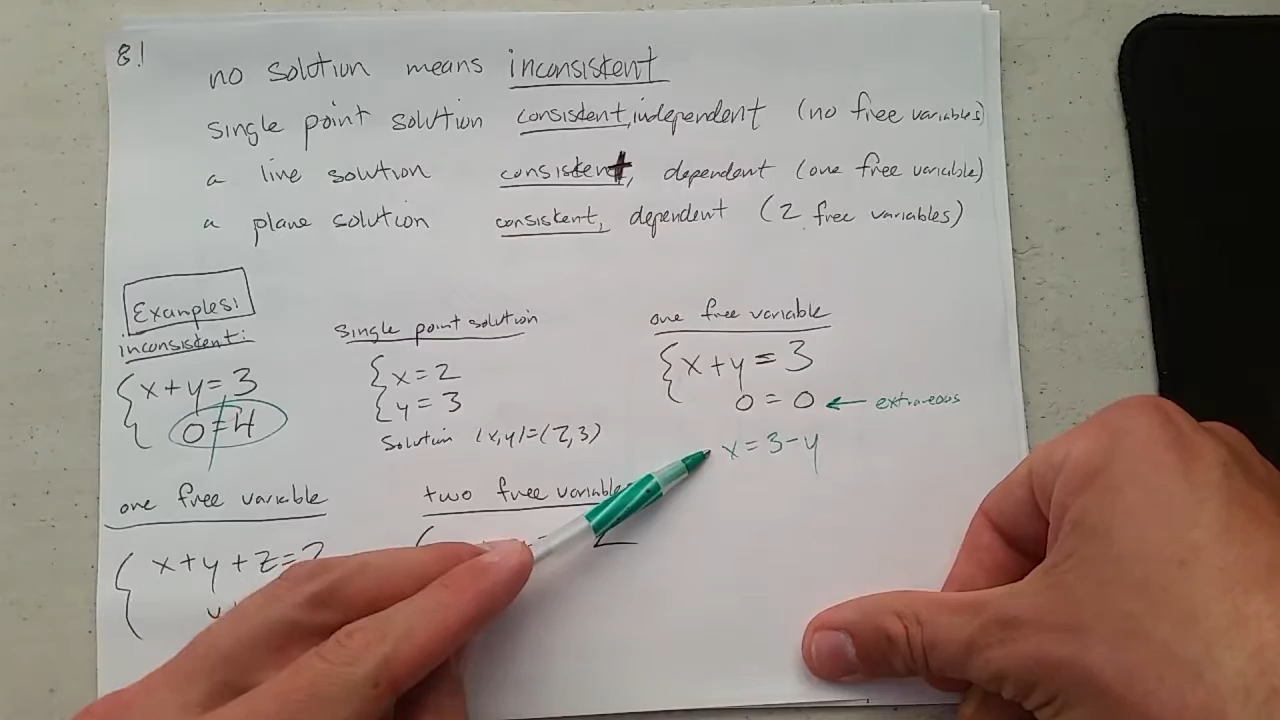 8.1
no solution means inconsistent
single point solution consistent, independent (no free variables)
a line solution consistent, dependent (one free variable)
a plane solution consistent, dependent (2 free variables)
Examples:
inconsistent:
x+y=3
0=4
single point solution
x=2
y=3
Solution (x,y)=(2,3)
one free variable
x+y=3
0=0 ← extraneous
x=3-y
one free variable
x+y+z=2
two free variables